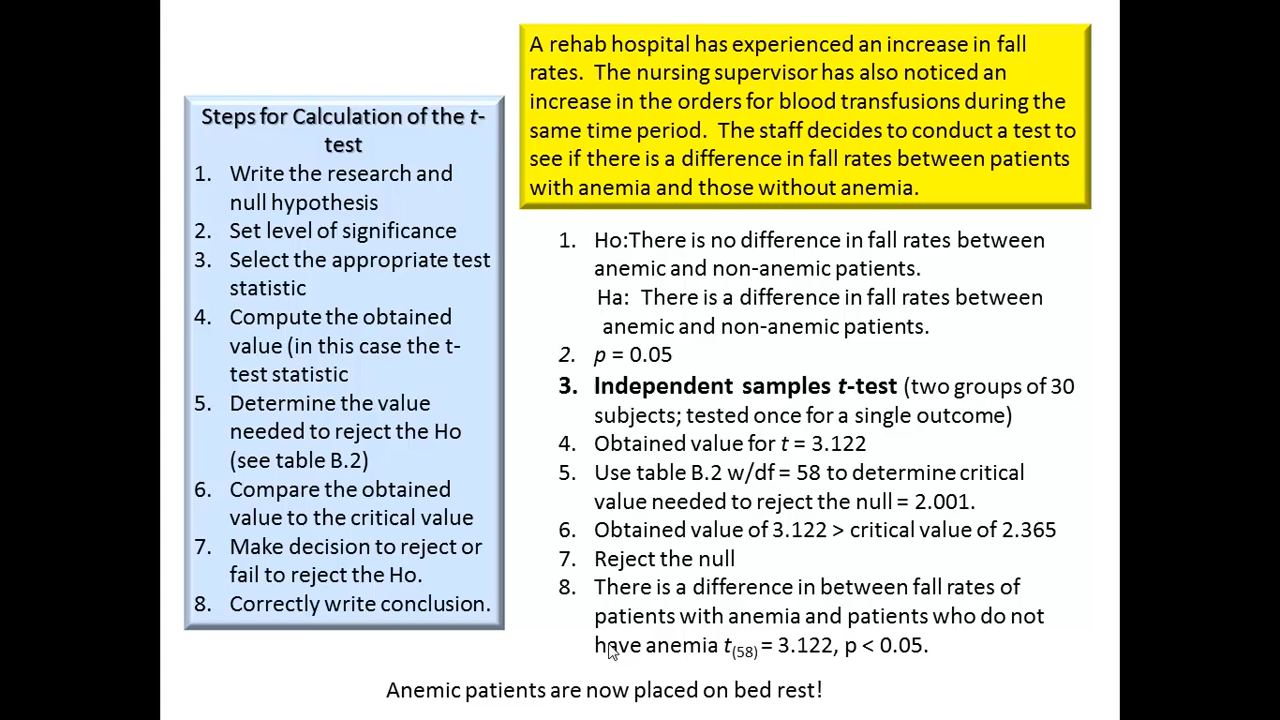 A rehab hospital has experienced an increase in fall
rates. The nursing supervisor has also noticed an
increase in the orders for blood transfusions during the
same time period. The staff decides to conduct a test to
see if there is a difference in fall rates between patients
with anemia and those without anemia.
Steps for Calculation of the t-
test
1. Write the research and
null hypothesis
2. Set level of significance
3. Select the appropriate test
statistic
4. Compute the obtained
value (in this case the t-
test statistic
5. Determine the value
needed to reject the Ho
(see table B.2)
6. Compare the obtained
value to the critical value
7. Make decision to reject or
fail to reject the Ho.
8. Correctly write conclusion.
1. Ho:There is no difference in fall rates between
anemic and non-anemic patients.
Ha: There is a difference in fall rates between
anemic and non-anemic patients.
2. p = 0.05
3. Independent samples t-test (two groups of 30
subjects; tested once for a single outcome)
4. Obtained value for t = 3.122
5. Use table B.2 w/df = 58 to determine critical
value needed to reject the null = 2.001.
6. Obtained value of 3.122 > critical value of 2.365
7. Reject the null
8. There is a difference in between fall rates of
patients with anemia and patients who do not
have anemia t(58) = 3.122, p < 0.05.
Anemic patients are now placed on bed rest!